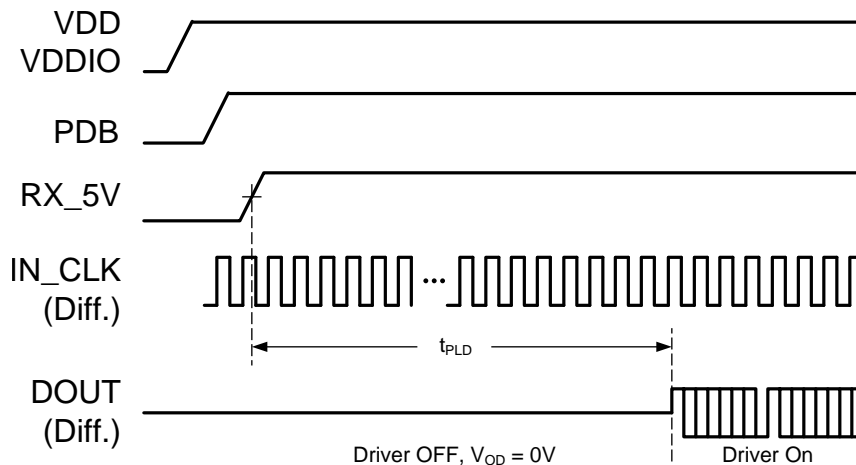 VDD
VDDIO
PDB
RX_5V
IN_CLK
(Diff.)
...
tPLD
DOUT
(Diff.)
Driver OFF, VOD = 0V
Driver On